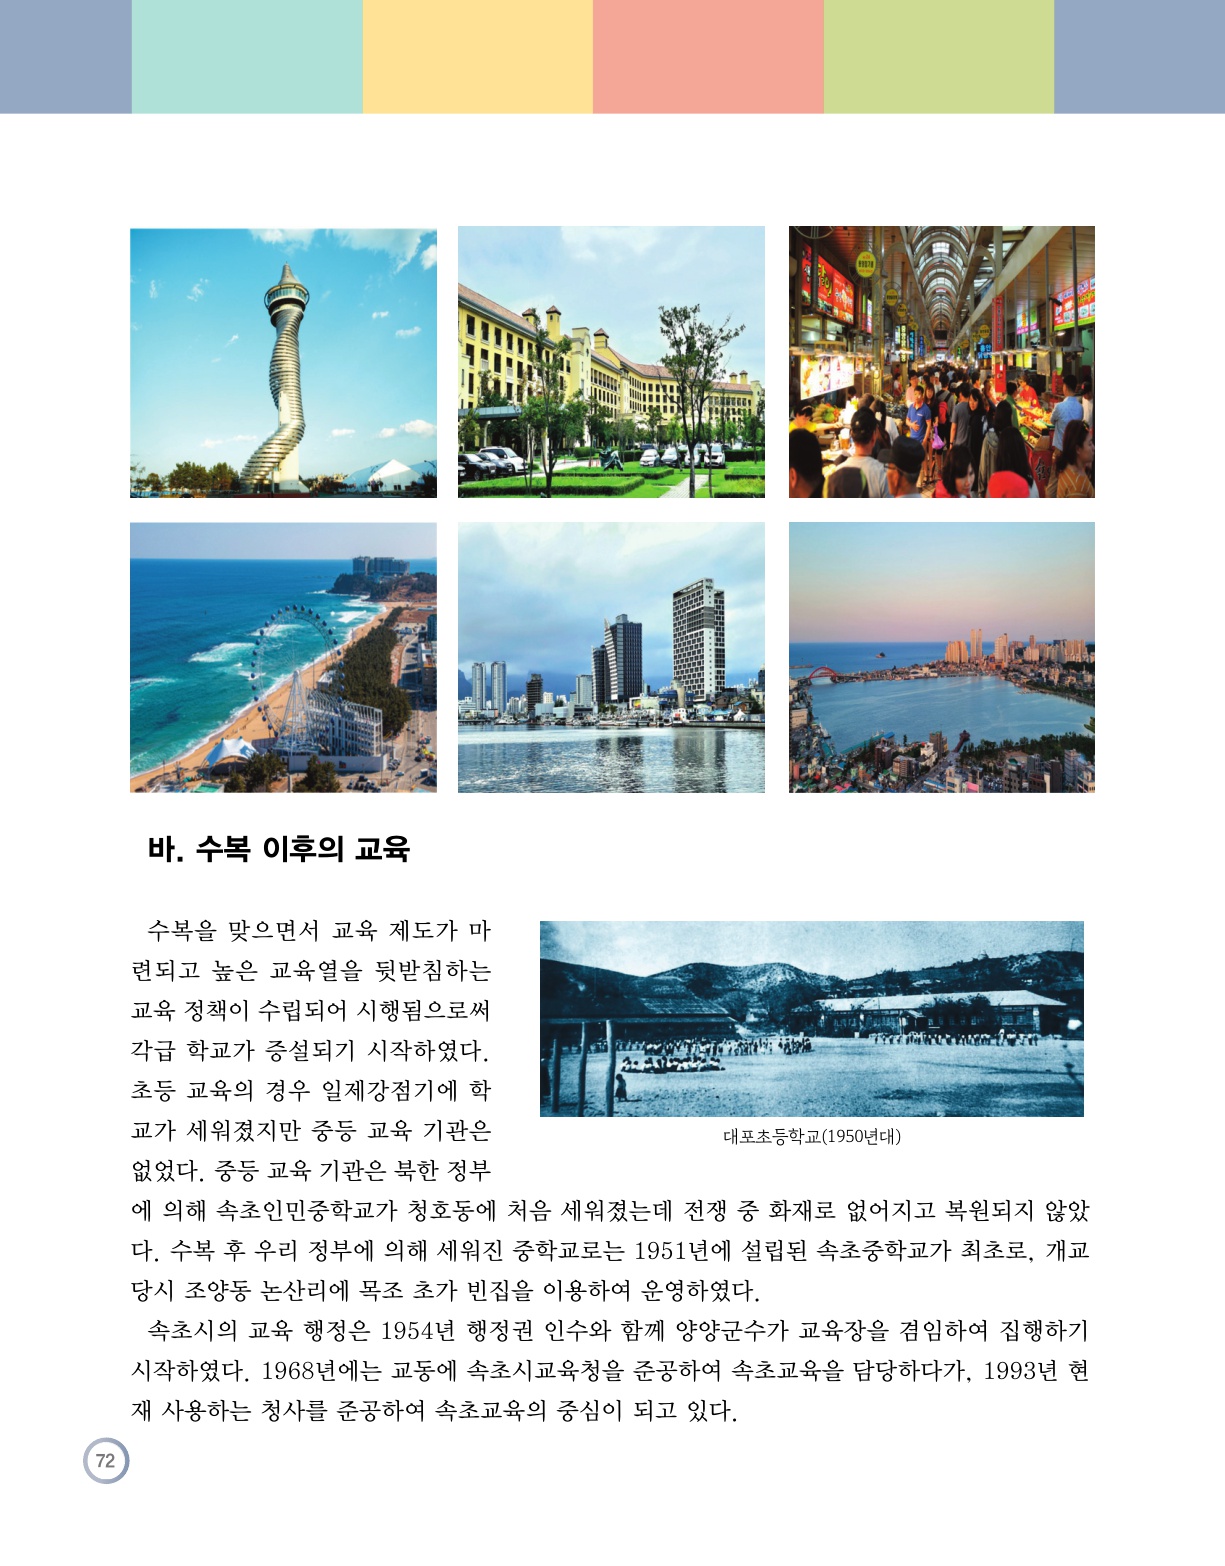 바. 수복 이후의 교육
수복을 맞으면서 교육 제도가 마
련되고 높은 교육열을 뒷받침하는
교육 정책이 수립되어 시행됨으로써
각급 학교가 증설되기 시작하였다.
초등 교육의 경우 일제강점기에 학
교가 세워졌지만 중등 교육 기관은
없었다. 중등 교육 기관은 북한 정부
에 의해 속초인민중학교가 청호동에 처음 세워졌는데 전쟁 중 화재로 없어지고 복원되지 않았
다. 수복 후 우리 정부에 의해 세워진 중학교로는 1951년에 설립된 속초중학교가 최초로, 개교
당시 조양동 논산리에 목조 초가 빈집을 이용하여 운영하였다.
대포초등학교(1950년대)
속초시의 교육 행정은 1954년 행정권 인수와 함께 양양군수가 교육장을 겸임하여 집행하기
시작하였다. 1968년에는 교동에 속초시교육청을 준공하여 속초교육을 담당하다가, 1993년 현
재 사용하는 청사를 준공하여 속초교육의 중심이 되고 있다.
72